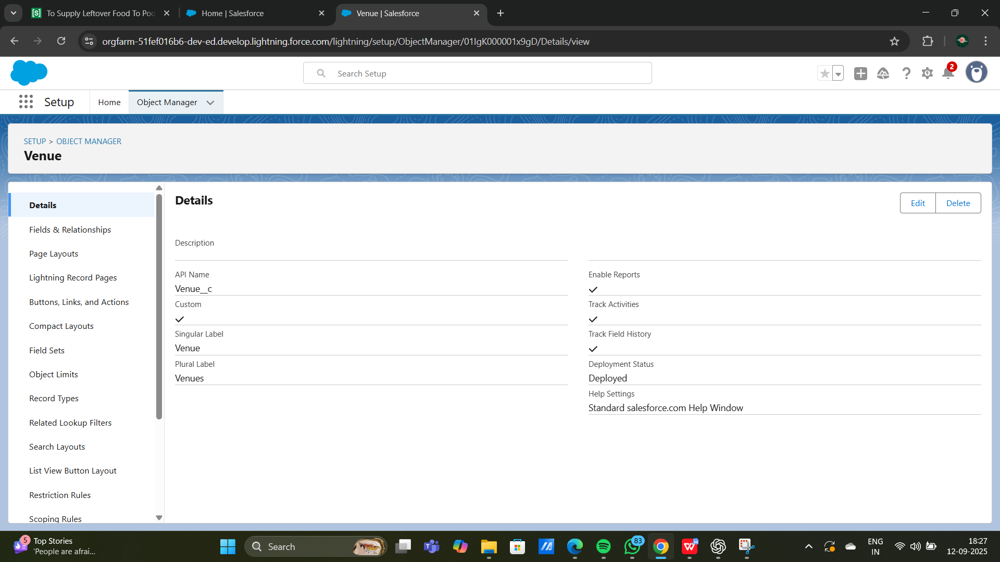 To Supply Leftover Food To Poo
Home | Salesforce
Venue | Salesforce
orgfarm-51fef016b6-dev-ed.develop.lightning.force.com/lightning/setup/ObjectManager/01IgK000001x9gD/Details/view
Search Setup
2
Setup
Home
Object Manager
SETUP > OBJECT MANAGER
Venue
Details
Fields & Relationships
Page Layouts
Lightning Record Pages
Buttons, Links, and Actions
Compact Layouts
Field Sets
Object Limits
Record Types
Related Lookup Filters
Search Layouts
List View Button Layout
Restriction Rules
Scoping Rules
Details
Edit
Delete
Description
API Name
Venue__c
Custom
Singular Label
Venue
Plural Label
Venues
Enable Reports
Track Activities
Track Field History
Deployment Status
Deployed
Help Settings
Standard salesforce.com Help Window
5
Top Stories
'People are afrai...
Search
83
ENG
IN
18:27
12-09-2025